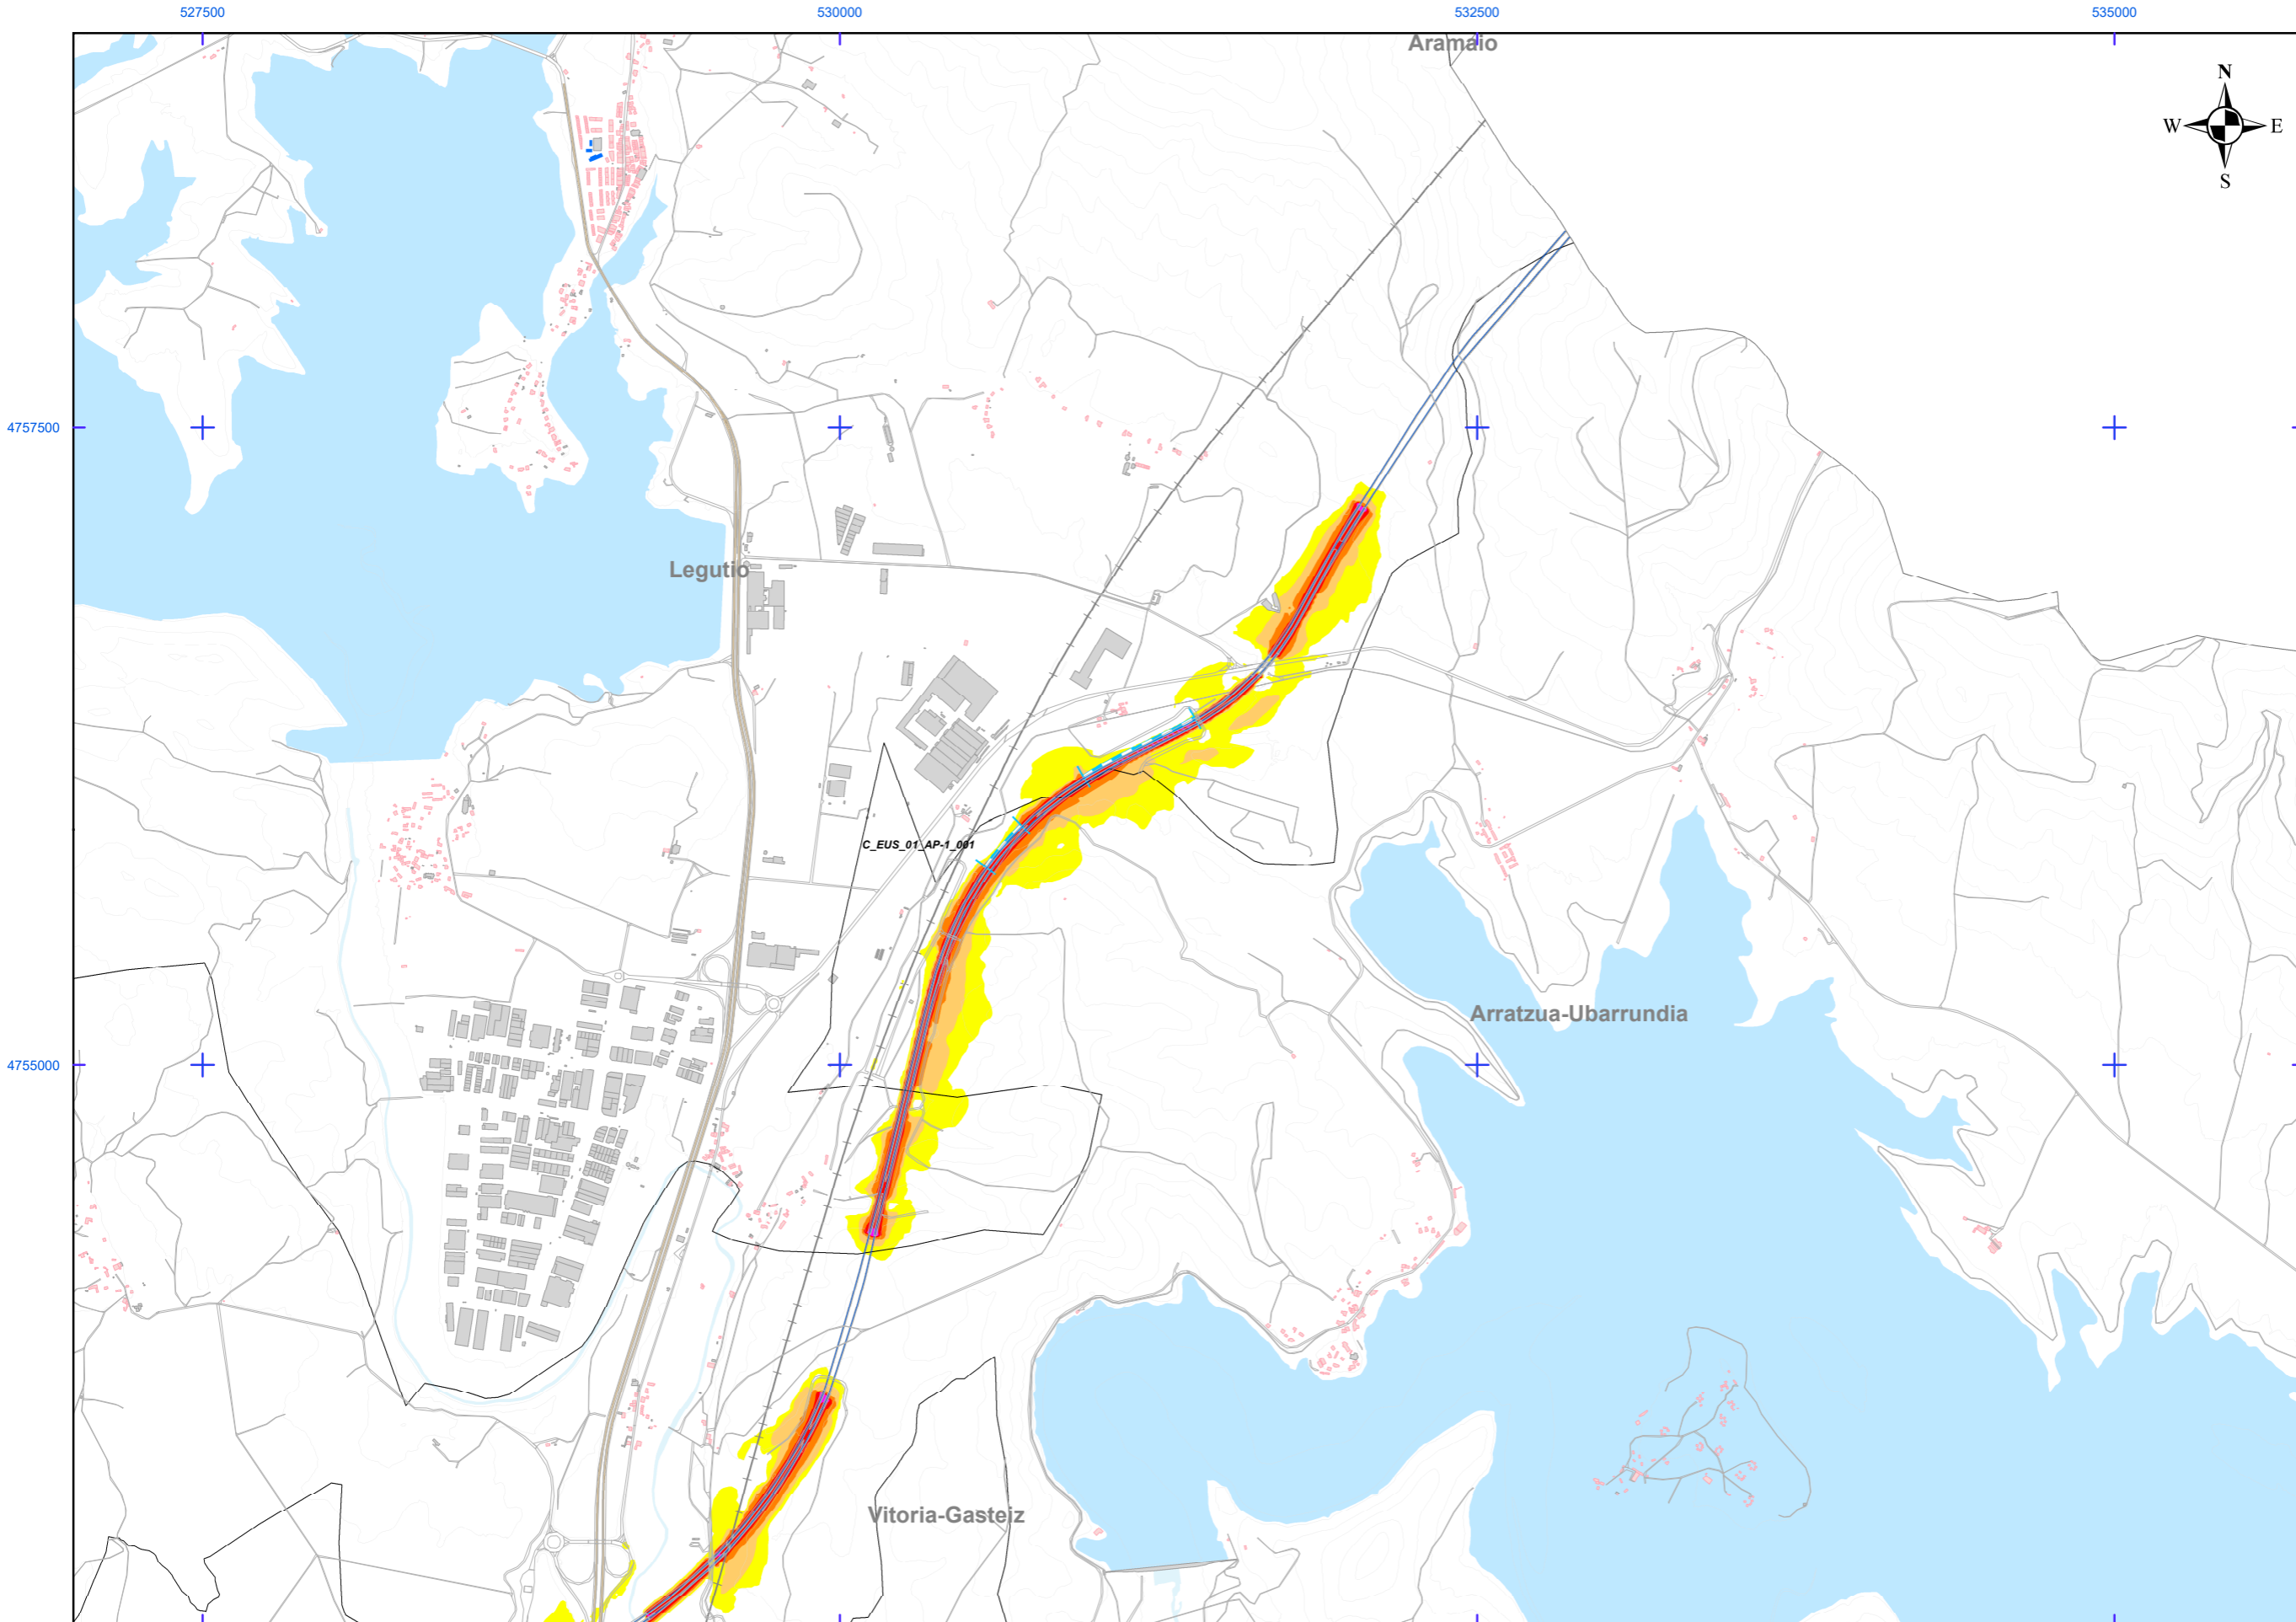 527500
530000
532500
535000
Aramaio
N
W
E
S
4757500
Legutio
C_EUS_01_AP-1_001
Arratzua-Ubarrundia
4755000
Vitoria-Gasteiz